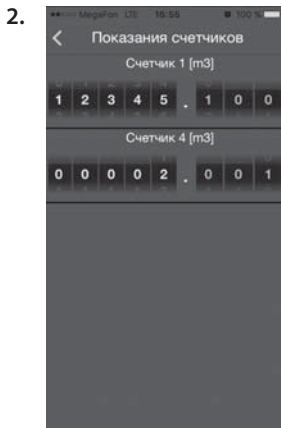 2.
MegaFon LTE 16:55 100 %
Показания счетчиков
Счетчик 1 [m3]
1 2 3 4 5 . 1 0 0
Счетчик 4 [m3]
0 0 0 0 2 . 0 0 1